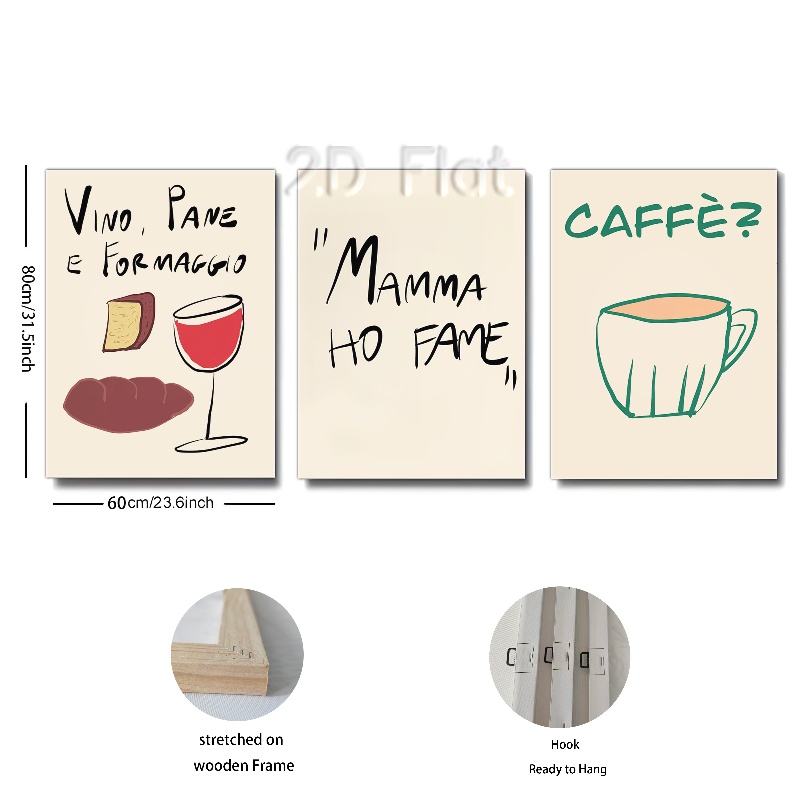 2D Flat
VINO, PANE
E FORMAGGIO
"MAMMA
HO FAME"
CAFFÈ?
80cm/31.5inch
60cm/23.6inch
stretched on
wooden Frame
Hook
Ready to Hang